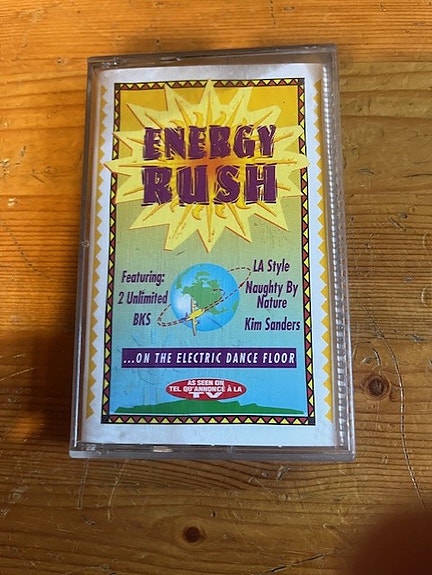 ENERGY
RUSH
Featuring:
2 Unlimited
BKS
LA Style
Naughty By
Nature
Kim Sanders
...ON THE ELECTRIC DANCE FLOOR
AS SEEN ON
TEL QU'ANNONCÉ À LA
TV